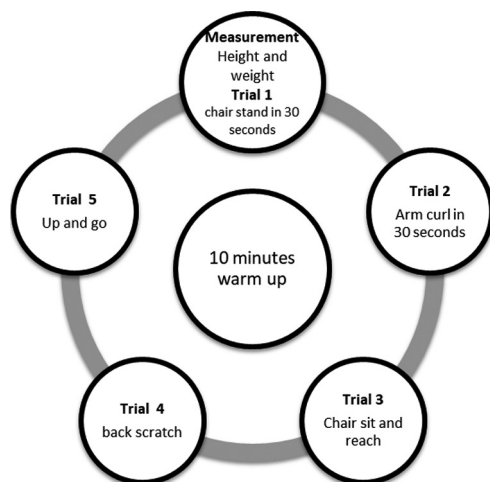 Measurement
Height and
weight
Trial 1
chair stand in 30
seconds
Trial 2
Arm curl in
30 seconds
Trial 3
Chair sit and
reach
Trial 4
back scratch
Trial 5
Up and go
10 minutes
warm up